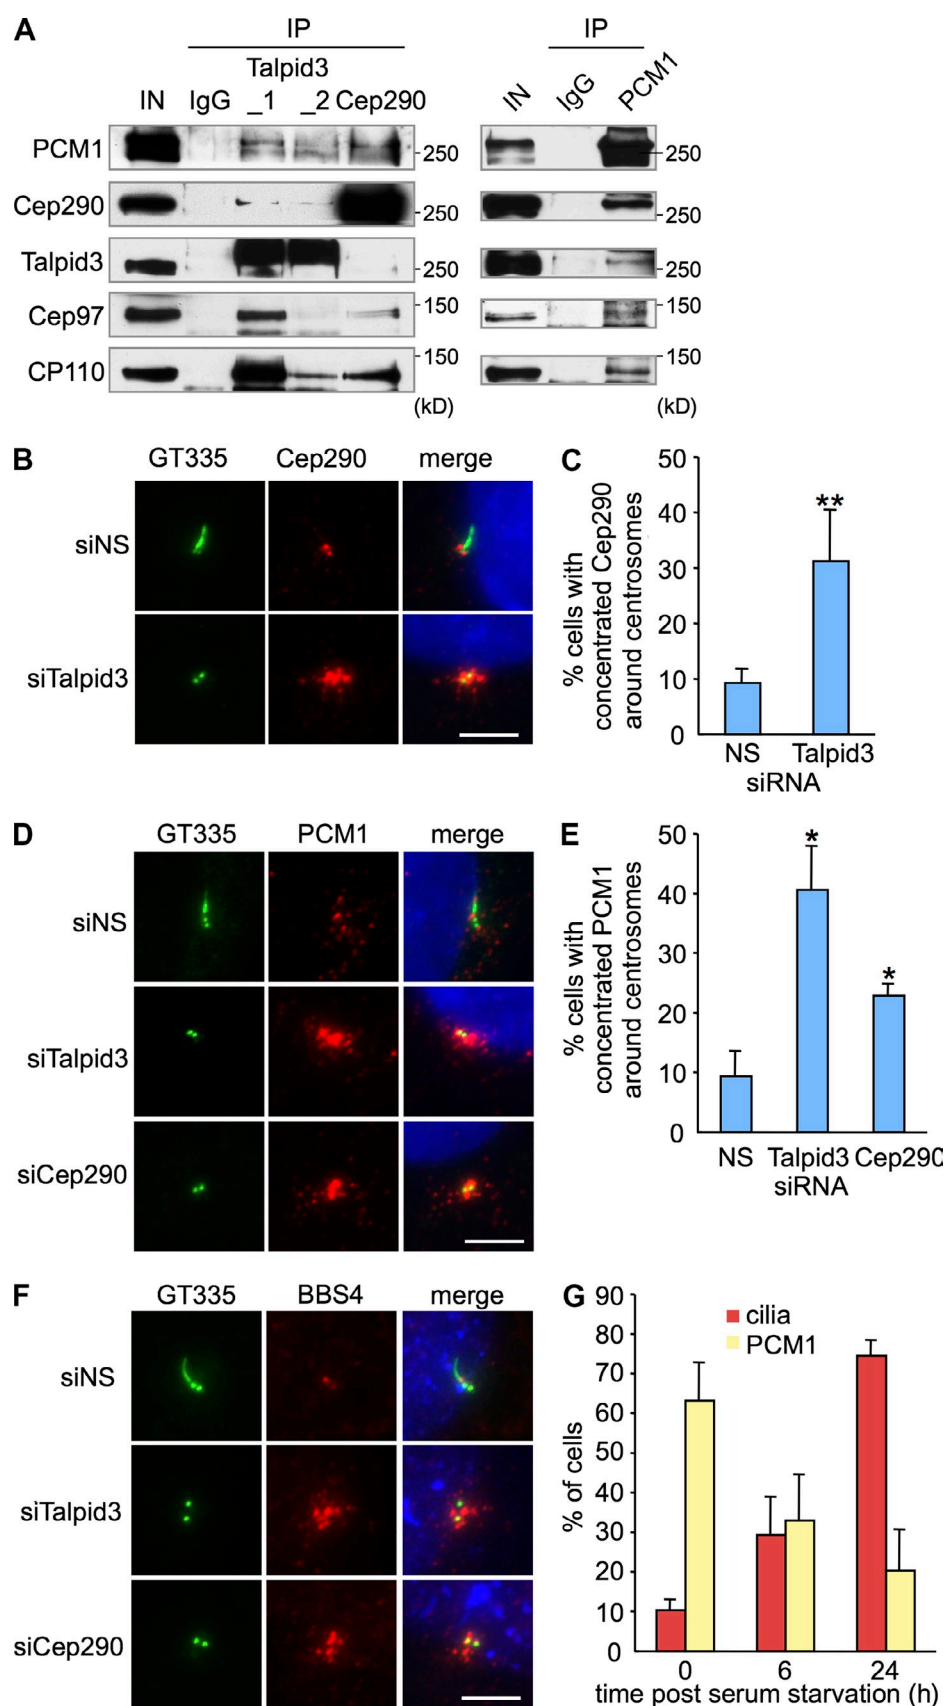 A
IP
Talpid3
IN IgG _1 _2 Cep290
PCM1
250
Cep290
250
Talpid3
250
Cep97
150
CP110
150
(kD)
IP
IN IgG PCM1
250
250
250
150
150
(kD)
B
GT335 Cep290 merge
siNS
siTalpid3
C
% cells with
concentrated Cep290
around centrosomes
50
40
30
20
10
0
**
NS Talpid3
siRNA
D
GT335 PCM1 merge
siNS
siTalpid3
siCep290
E
% cells with
concentrated PCM1
around centrosomes
50
40
30
20
10
0
*
*
NS Talpid3 Cep290
siRNA
F
GT335 BBS4 merge
siNS
siTalpid3
siCep290
G
% of cells
90
80
70
60
50
40
30
20
10
0
cilia
PCM1
0 6 24
time post serum starvation (h)